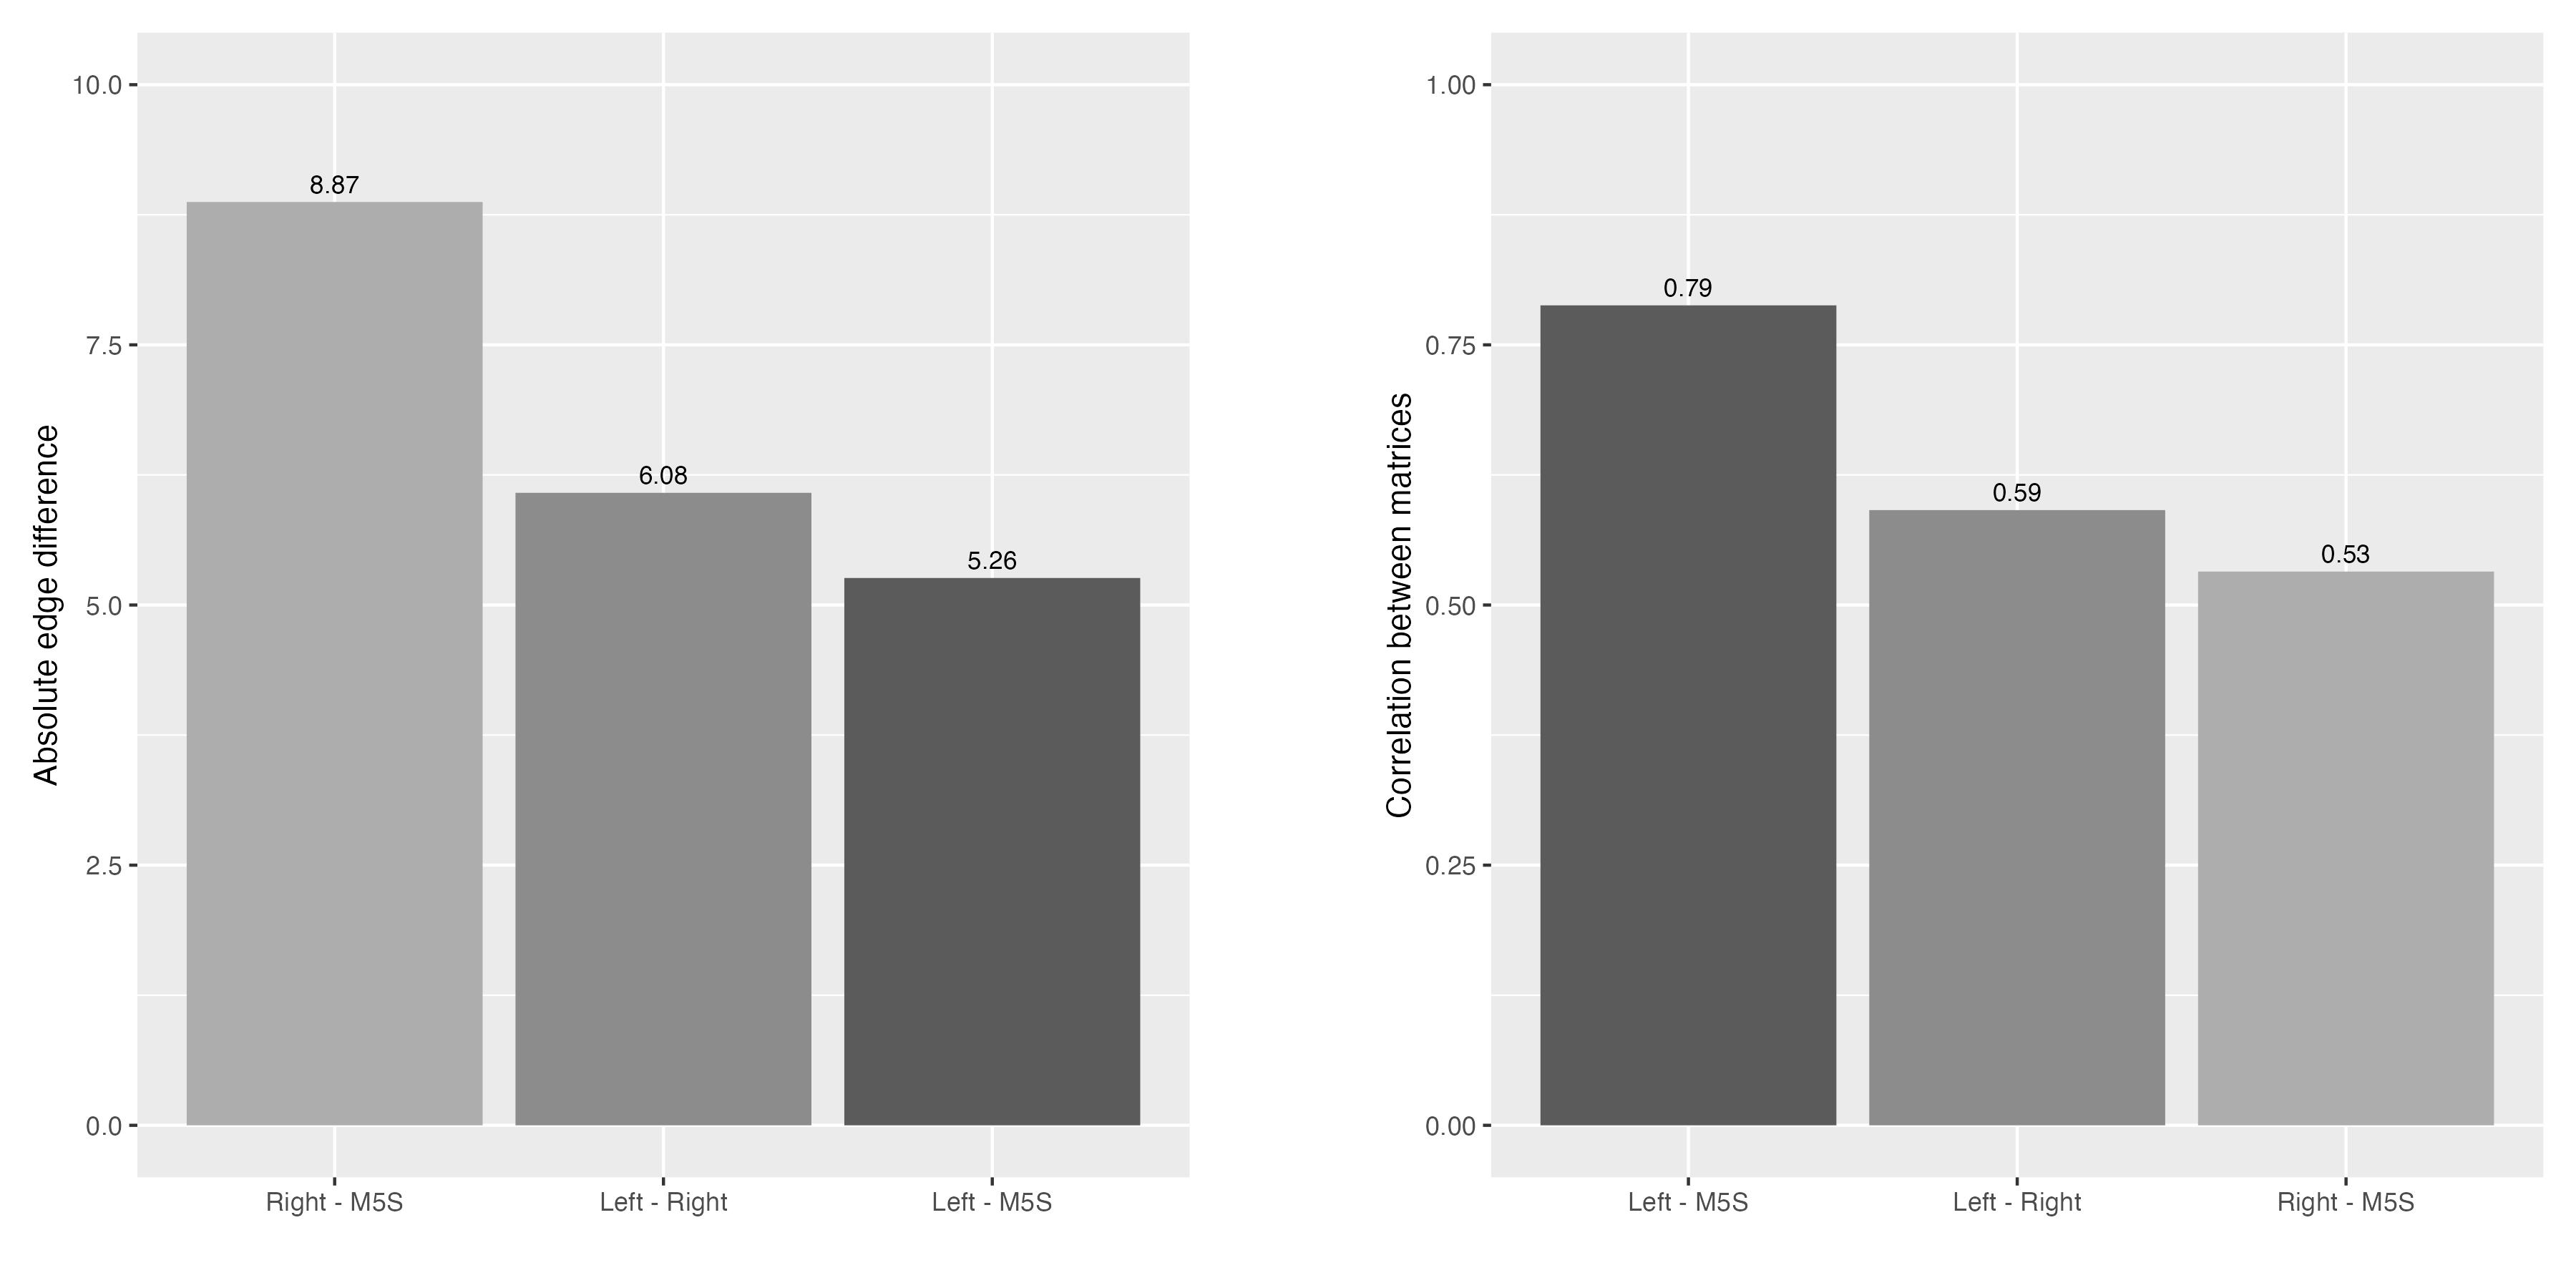 Absolute edge difference
10.0
7.5
5.0
2.5
0.0
8.87
6.08
5.26
Right - M5S
Left - Right
Left - M5S
Correlation between matrices
1.00
0.75
0.50
0.25
0.00
0.79
0.59
0.53
Left - M5S
Left - Right
Right - M5S